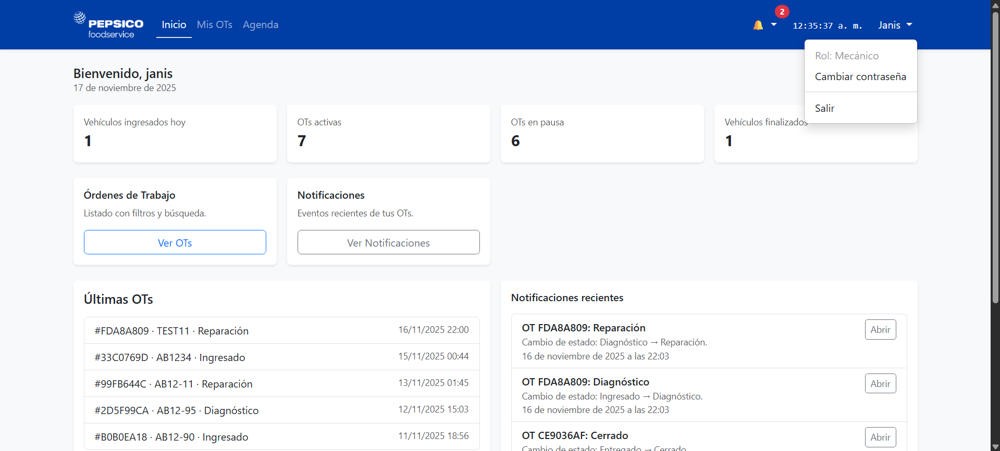 PEPSICO
foodservice
Inicio Mis OTs Agenda
2
12:35:37 a. m.
Janis
Rol: Mecánico
Cambiar contraseña
Salir
Bienvenido, janis
17 de noviembre de 2025
Vehículos ingresados hoy
1
OTs activas
7
OTs en pausa
6
Vehículos finalizados
1
Órdenes de Trabajo
Listado con filtros y búsqueda.
Ver OTs
Notificaciones
Eventos recientes de tus OTs.
Ver Notificaciones
Últimas OTs
#FDA8A809 · TEST11 · Reparación 16/11/2025 22:00
#33C0769D · AB1234 · Ingresado 15/11/2025 00:44
#99FB644C · AB12-11 · Reparación 13/11/2025 01:45
#2D5F99CA · AB12-95 · Diagnóstico 12/11/2025 15:03
#B0B0EA18 · AB12-90 · Ingresado 11/11/2025 18:56
Notificaciones recientes
OT FDA8A809: Reparación
Abrir
Cambio de estado: Diagnóstico → Reparación.
16 de noviembre de 2025 a las 22:03
OT FDA8A809: Diagnóstico
Abrir
Cambio de estado: Ingresado → Diagnóstico.
16 de noviembre de 2025 a las 22:03
OT CE9036AF: Cerrado
Abrir
Cambio de estado: Entregado → Cerrado.